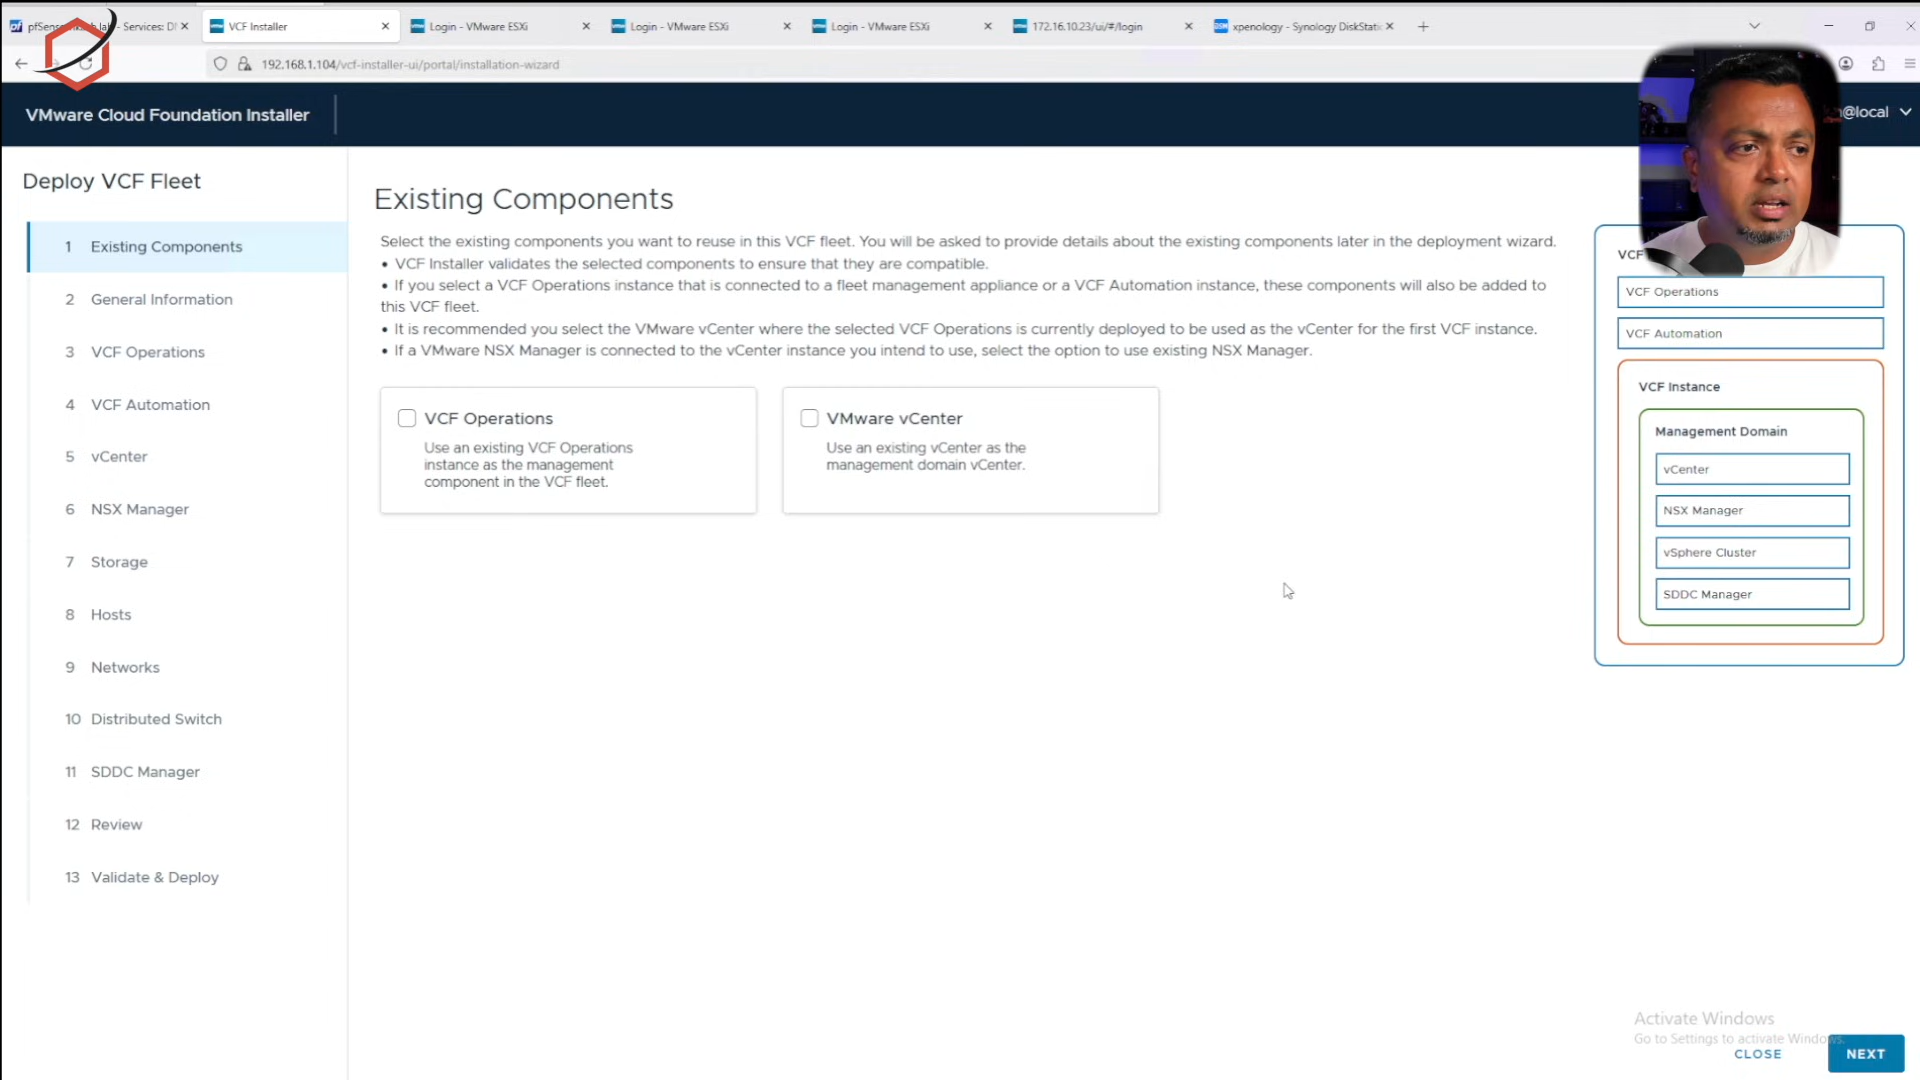 VCF Installer
Login - VMware ESXi
Login - VMware ESXi
Login - VMware ESXi
172.16.10.23/ui/#/login
xpenology - Synology DiskStati
192.168.1.104/vcf-installer-ui/portal/installation-wizard
VMware Cloud Foundation Installer
@local
Deploy VCF Fleet
1 Existing Components
2 General Information
3 VCF Operations
4 VCF Automation
5 vCenter
6 NSX Manager
7 Storage
8 Hosts
9 Networks
10 Distributed Switch
11 SDDC Manager
12 Review
13 Validate & Deploy
Existing Components
Select the existing components you want to reuse in this VCF fleet. You will be asked to provide details about the existing components later in the deployment wizard.
• VCF Installer validates the selected components to ensure that they are compatible.
• If you select a VCF Operations instance that is connected to a fleet management appliance or a VCF Automation instance, these components will also be added to
this VCF fleet.
• It is recommended you select the VMware vCenter where the selected VCF Operations is currently deployed to be used as the vCenter for the first VCF instance.
• If a VMware NSX Manager is connected to the vCenter instance you intend to use, select the option to use existing NSX Manager.
VCF Operations
Use an existing VCF Operations
instance as the management
component in the VCF fleet.
VMware vCenter
Use an existing vCenter as the
management domain vCenter.
VCF
VCF Operations
VCF Automation
VCF Instance
Management Domain
vCenter
NSX Manager
vSphere Cluster
SDDC Manager
Activate Windows
Go to Settings to activate Windows.
CLOSE
NEXT